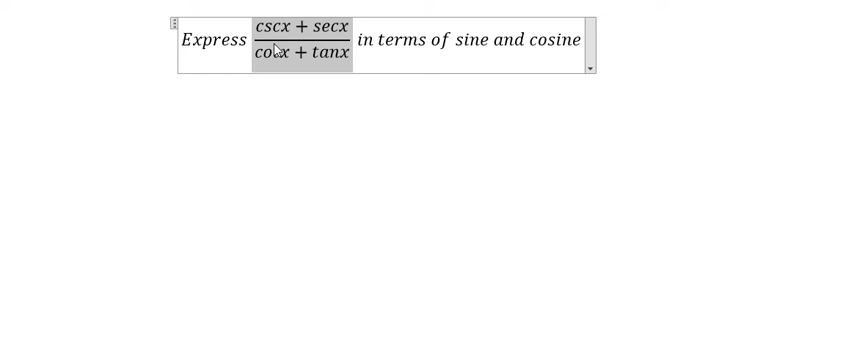 Express (cscx + secx)/(cotx + tanx) in terms of sine and cosine